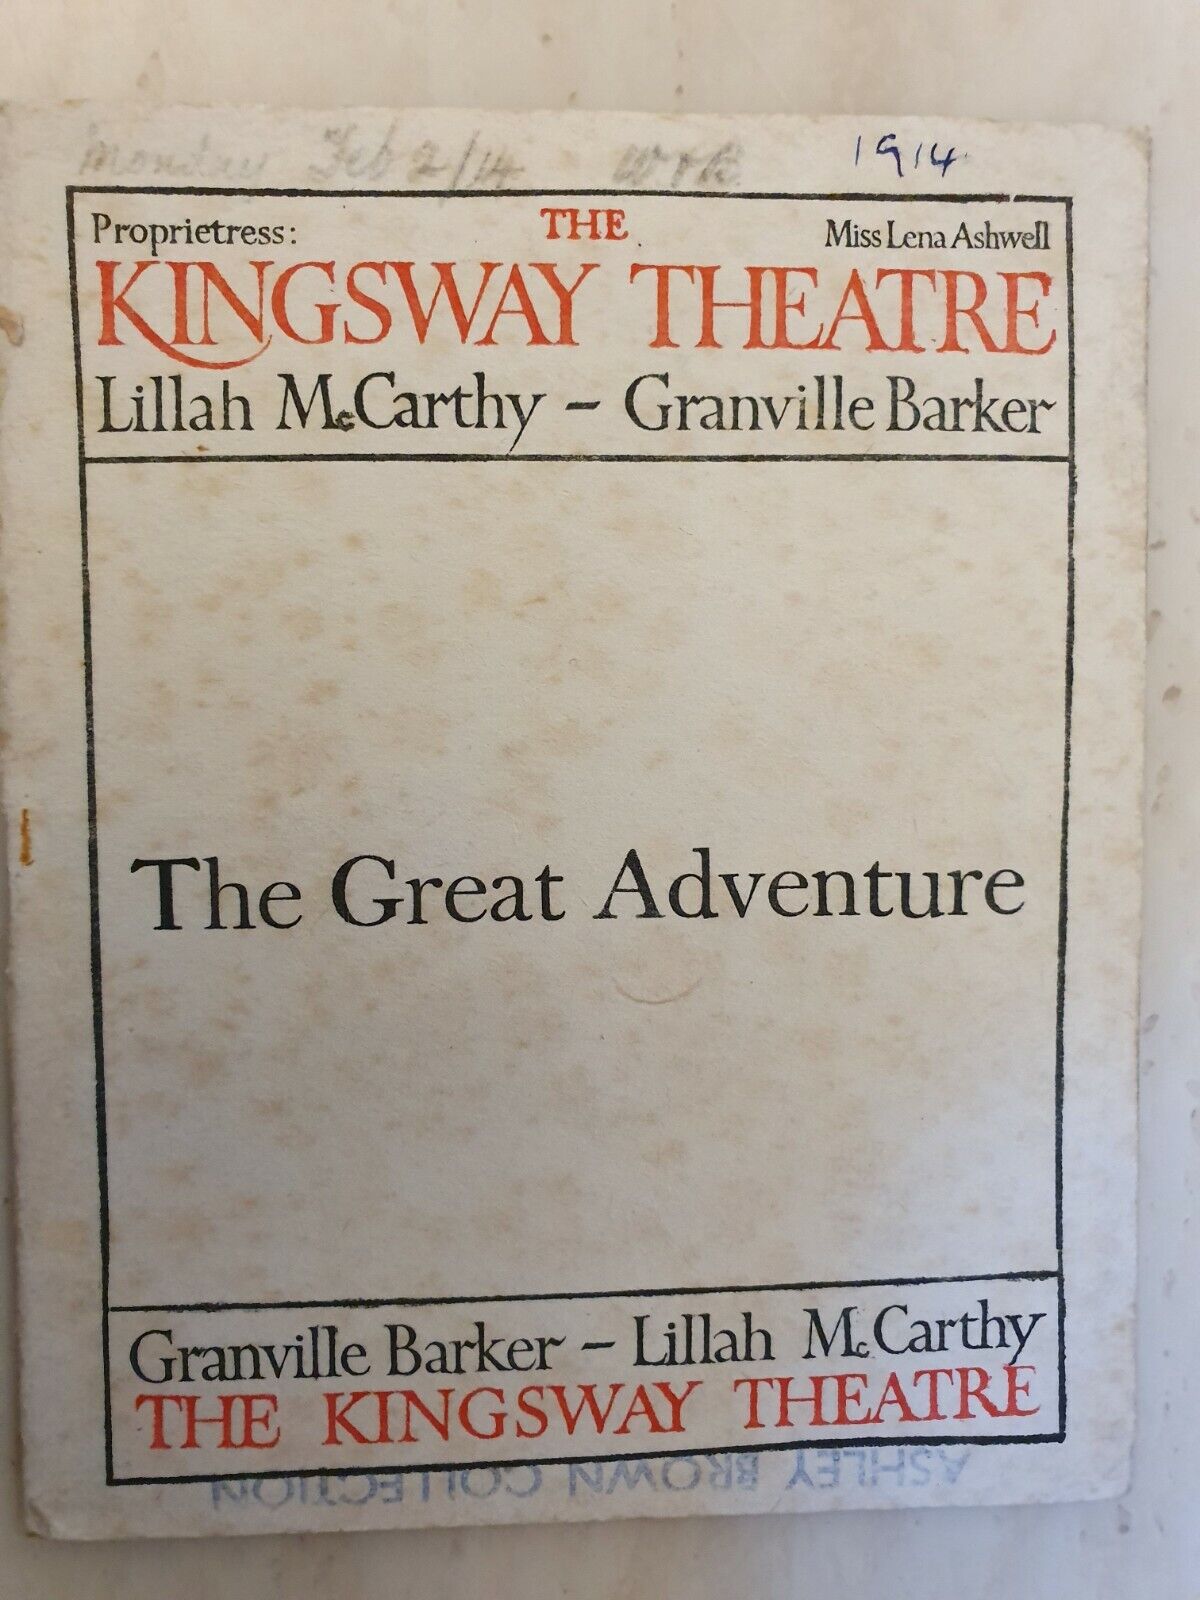 Monday Feb 2/14 W & B 1914
Proprietress: THE Miss Lena Ashwell
KINGSWAY THEATRE
Lillah McCarthy – Granville Barker
The Great Adventure
Granville Barker – Lillah McCarthy
THE KINGSWAY THEATRE
ASHLEY BROWN COLLECTION